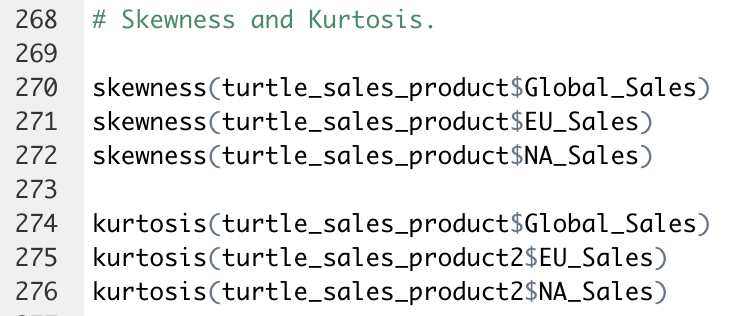 268 # Skewness and Kurtosis.
269
270 skewness(turtle_sales_product$Global_Sales)
271 skewness(turtle_sales_product$EU_Sales)
272 skewness(turtle_sales_product$NA_Sales)
273
274 kurtosis(turtle_sales_product$Global_Sales)
275 kurtosis(turtle_sales_product2$EU_Sales)
276 kurtosis(turtle_sales_product2$NA_Sales)